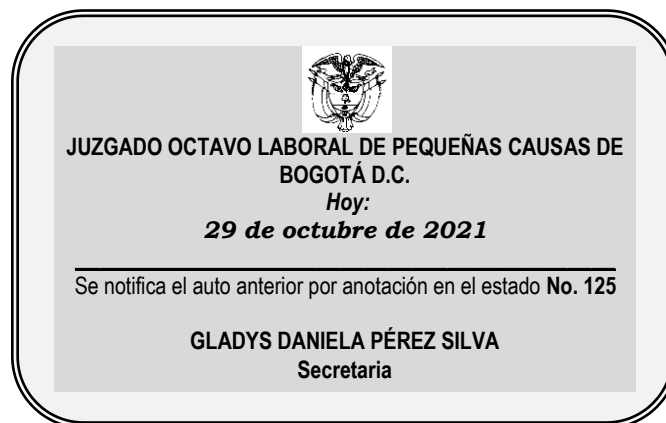 JUZGADO OCTAVO LABORAL DE PEQUEÑAS CAUSAS DE
BOGOTÁ D.C.
Hoy:
29 de octubre de 2021
Se notifica el auto anterior por anotación en el estado No. 125
GLADYS DANIELA PÉREZ SILVA
Secretaria